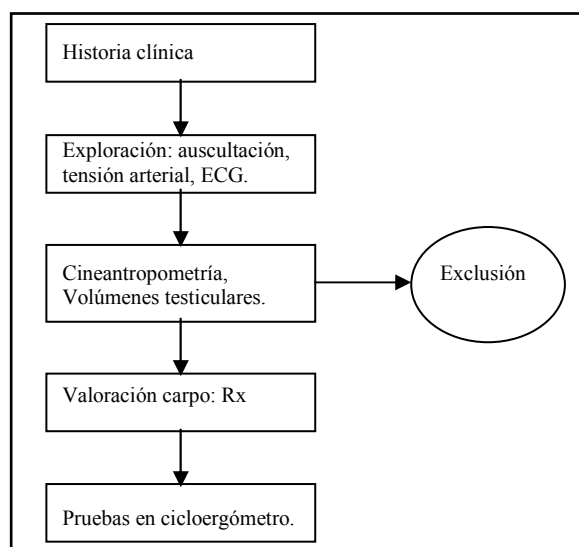 Historia clínica
Exploración: auscultación,
tensión arterial, ECG.
Cineantropometría,
Volúmenes testiculares.
Exclusión
Valoración carpo: Rx
Pruebas en cicloergómetro.